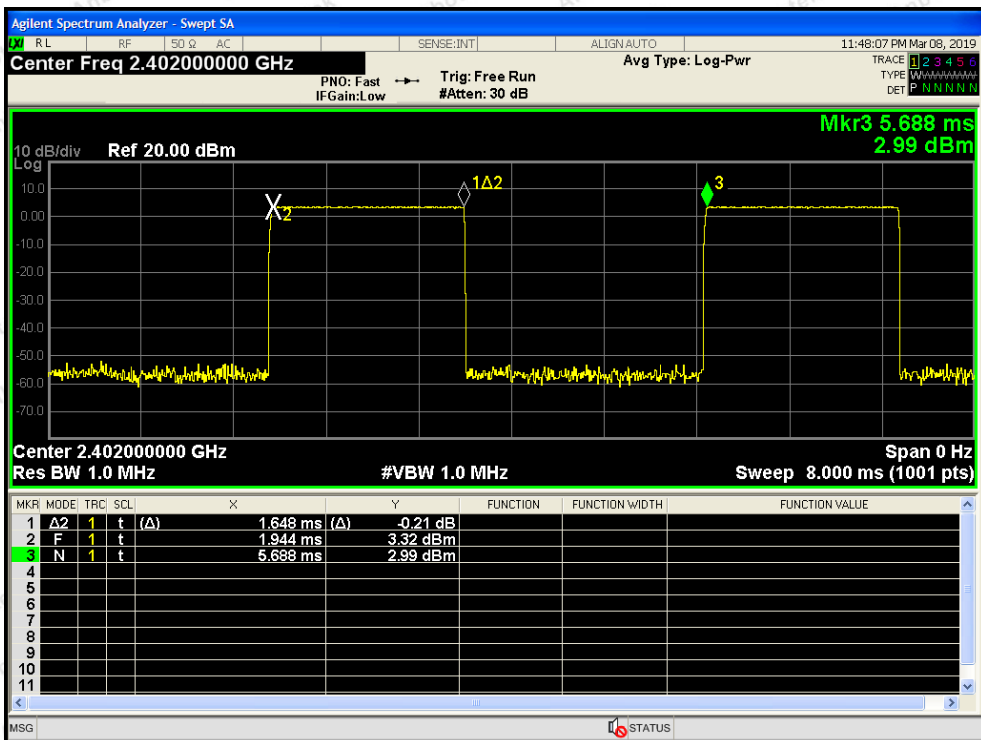 Agilent Spectrum Analyzer - Swept SA
LXI RL RF 50 Ω AC SENSE:INT ALIGN AUTO 11:48:07 PM Mar 08, 2019
Center Freq 2.402000000 GHz
PNO: Fast
IFGain:Low
Trig: Free Run
#Atten: 30 dB
Avg Type: Log-Pwr
TRACE 1 2 3 4 5 6
TYPE WWWWWW
DET P N N N N N
Mkr3 5.688 ms
2.99 dBm
10 dB/div Ref 20.00 dBm
Log
10.0
0.00
-10.0
-20.0
-30.0
-40.0
-50.0
-60.0
-70.0
X2
1Δ2
3
Center 2.402000000 GHz Span 0 Hz
Res BW 1.0 MHz #VBW 1.0 MHz Sweep 8.000 ms (1001 pts)
MKR MODE TRC SCL X Y FUNCTION FUNCTION WIDTH FUNCTION VALUE
1 Δ2 1 t (Δ) 1.648 ms (Δ) -0.21 dB
2 F 1 t 1.944 ms 3.32 dBm
3 N 1 t 5.688 ms 2.99 dBm
4
5
6
7
8
9
10
11
MSG STATUS